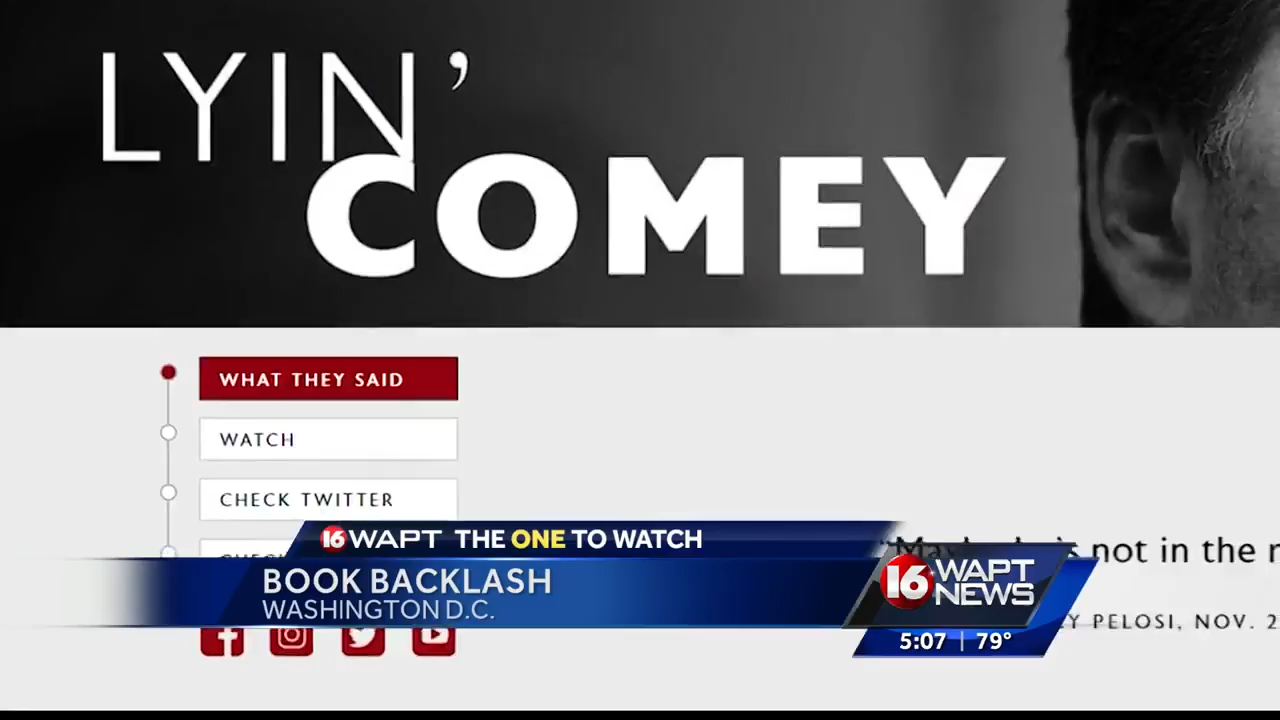 LYIN'
COMEY
WHAT THEY SAID
WATCH
CHECK TWITTER
not in the
16 WAPT THE ONE TO WATCH
BOOK BACKLASH
WASHINGTON D.C.
16 WAPT NEWS
PELOSI, NOV. 2
5:07 | 79°